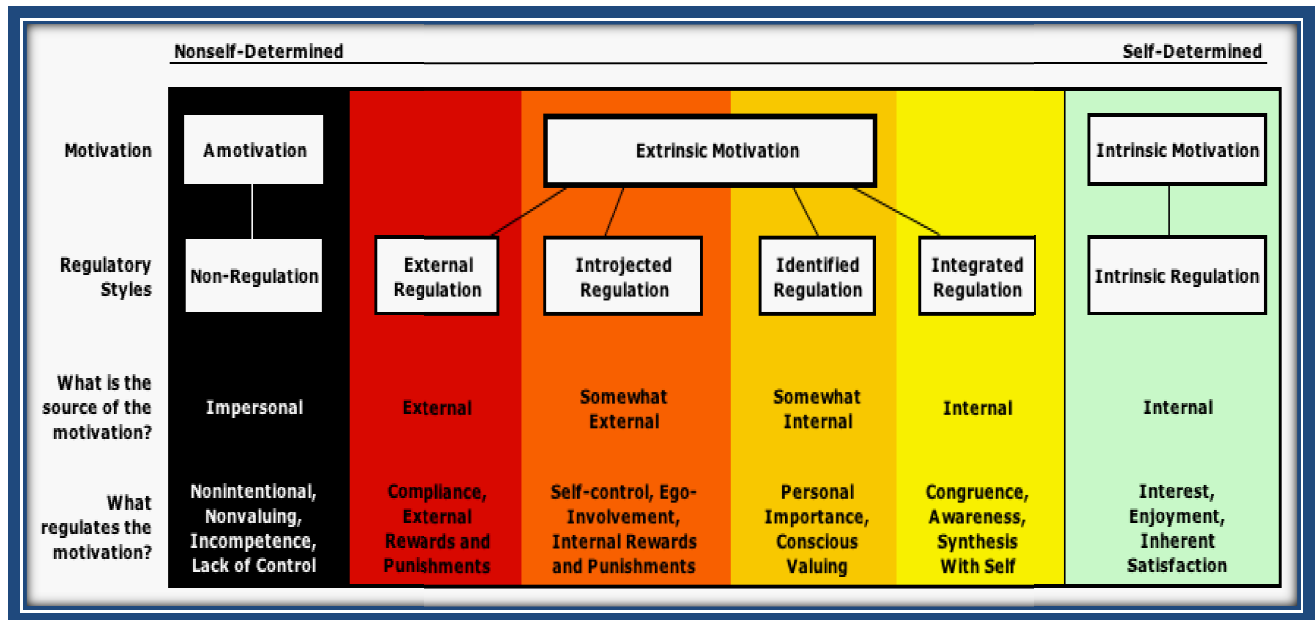 Nonself-Determined Self-Determined
Motivation Amotivation Extrinsic Motivation Intrinsic Motivation
Regulatory
Styles
Non-Regulation
External
Regulation
Introjected
Regulation
Identified
Regulation
Integrated
Regulation
Intrinsic Regulation
What is the
source of the
motivation?
Impersonal
External
Somewhat
External
Somewhat
Internal
Internal
Internal
What
regulates the
motivation?
Nonintentional,
Nonvaluing,
Incompetence,
Lack of Control
Compliance,
External
Rewards and
Punishments
Self-control, Ego-
Involvement,
Internal Rewards
and Punishments
Personal
Importance,
Conscious
Valuing
Congruence,
Awareness,
Synthesis
With Self
Interest,
Enjoyment,
Inherent
Satisfaction